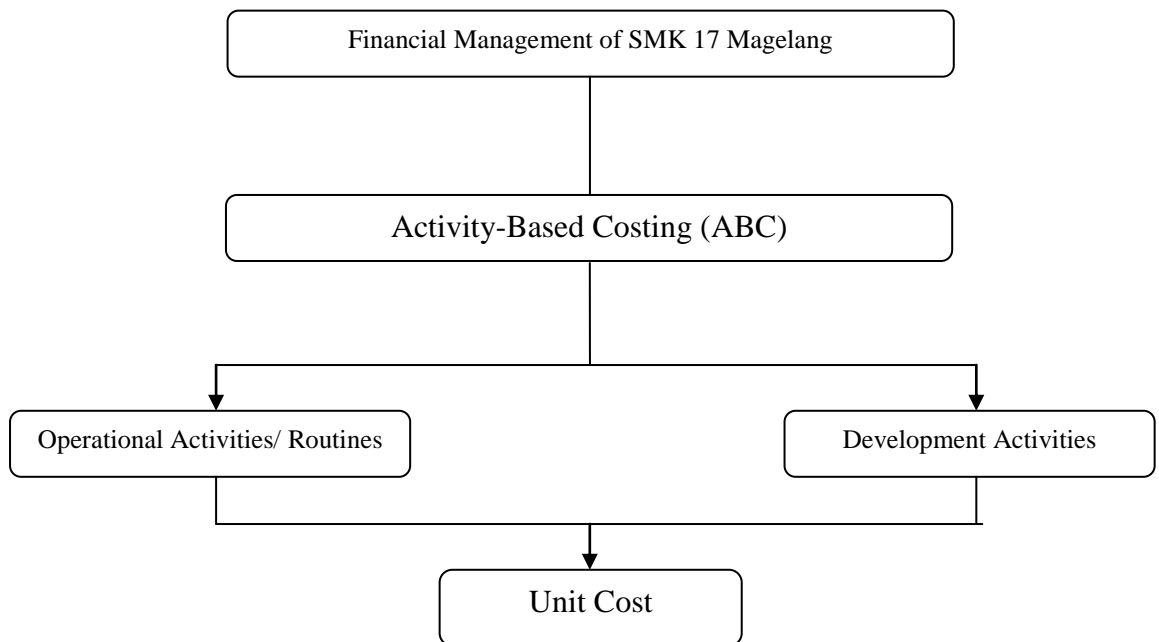 Financial Management of SMK 17 Magelang
Activity-Based Costing (ABC)
Operational Activities/ Routines
Development Activities
Unit Cost